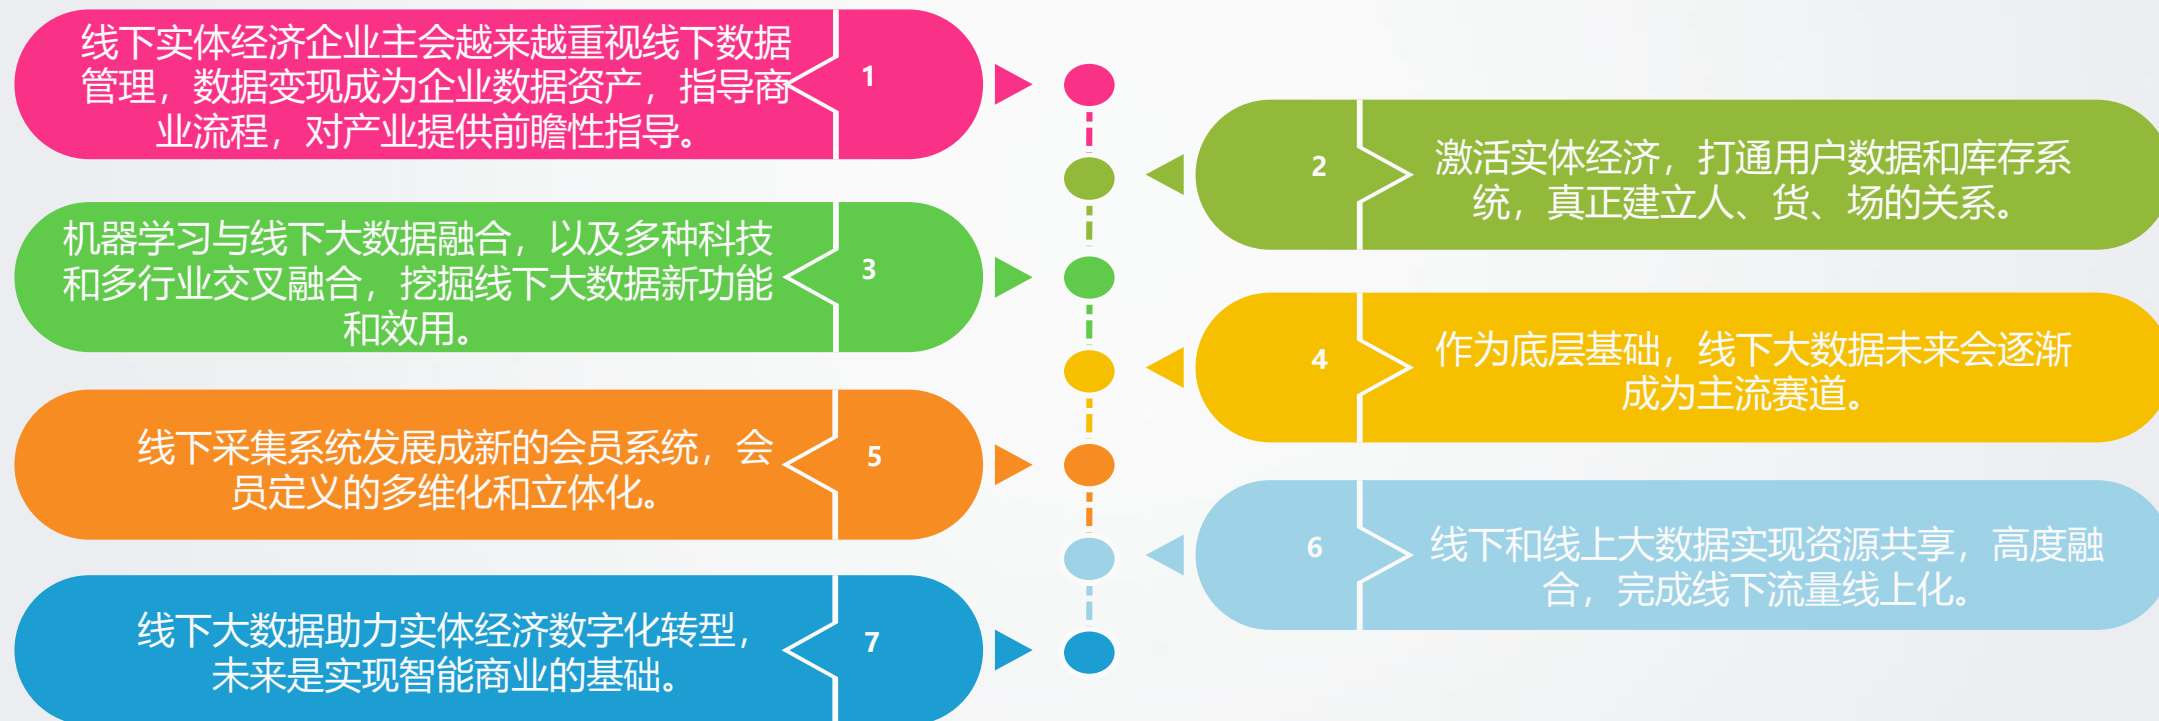 线下实体经济企业主会越来越重视线下数据
管理，数据变现成为企业数据资产，指导商
业流程，对产业提供前瞻性指导。
1
2
激活实体经济，打通用户数据和库存系
统，真正建立人、货、场的关系。
机器学习与线下大数据融合，以及多种科技
和多行业交叉融合，挖掘线下大数据新功能
和效用。
3
4
作为底层基础，线下大数据未来会逐渐
成为主流赛道。
线下采集系统发展成新的会员系统，会
员定义的多维化和立体化。
5
6
线下和线上大数据实现资源共享，高度融
合，完成线下流量线上化。
线下大数据助力实体经济数字化转型，
未来是实现智能商业的基础。
7